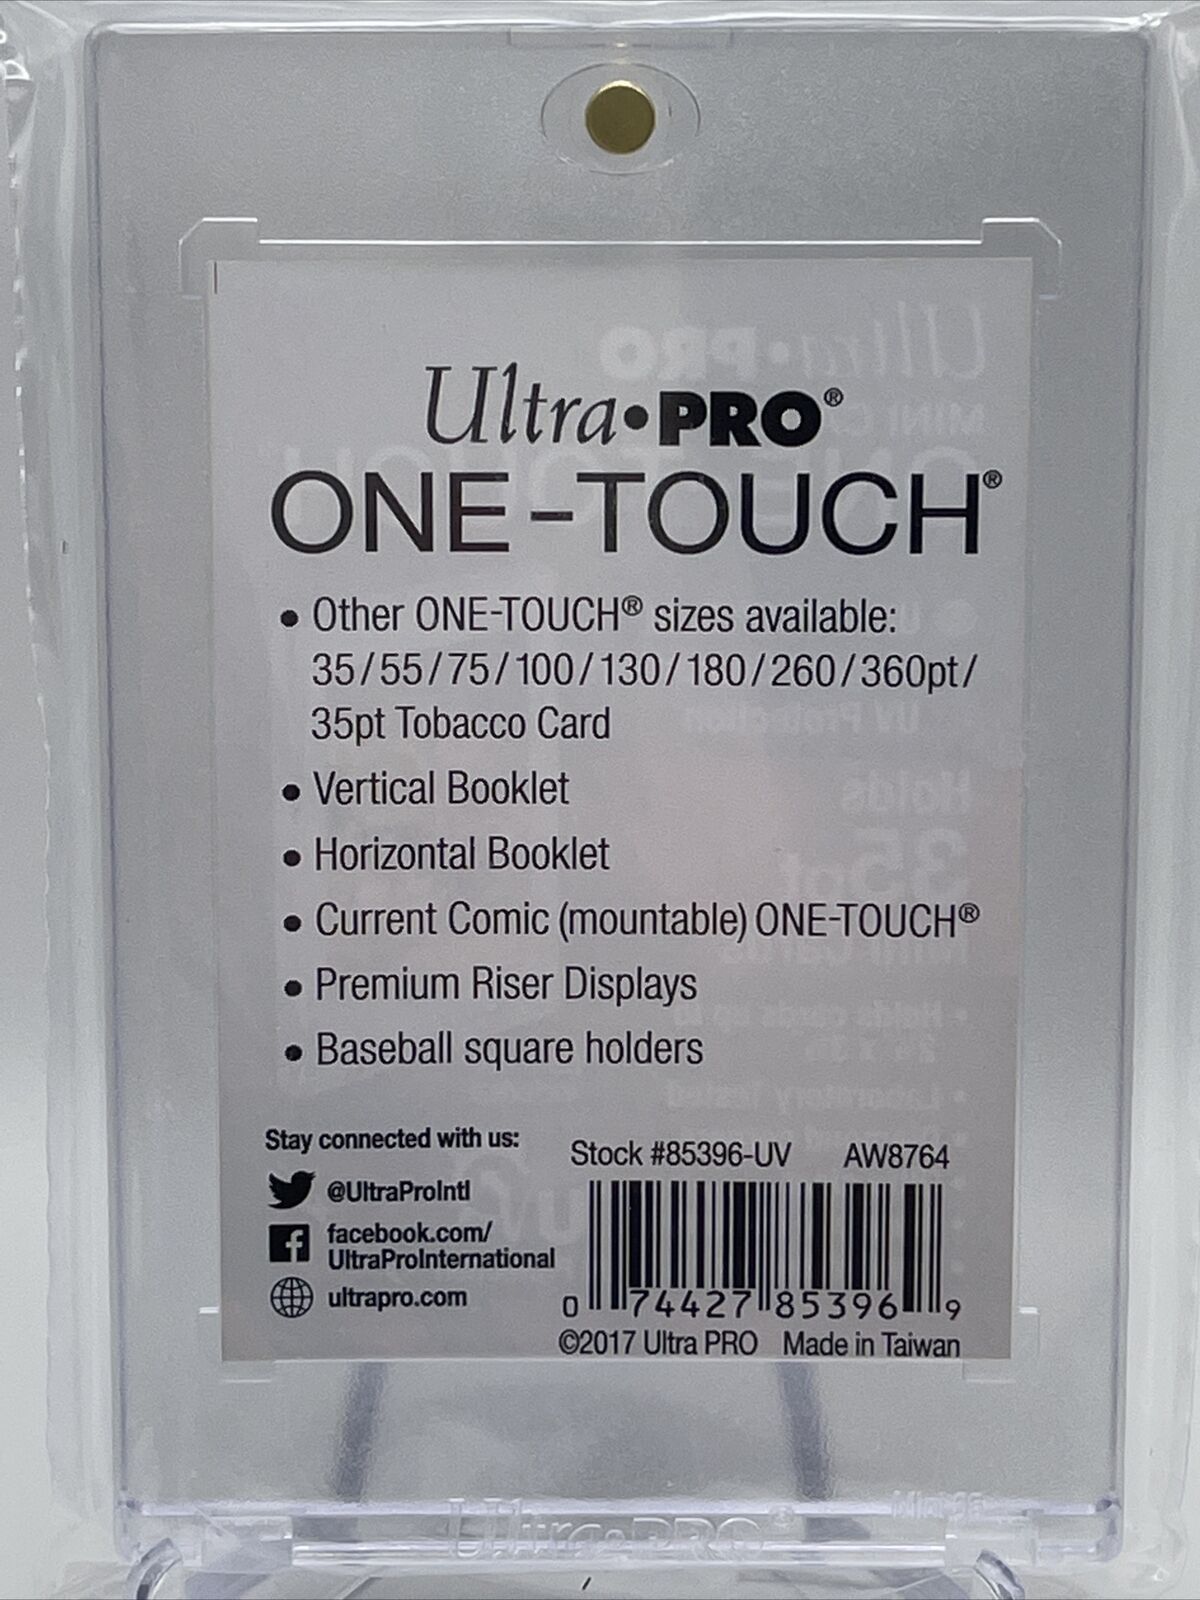 Ultra•PRO®
ONE-TOUCH®
• Other ONE-TOUCH® sizes available:
35/55/75/100/130/180/260/360pt/
35pt Tobacco Card
• Vertical Booklet
• Horizontal Booklet
• Current Comic (mountable) ONE-TOUCH®
• Premium Riser Displays
• Baseball square holders
Stay connected with us:
@UltraProIntl
facebook.com/
UltraProInternational
ultrapro.com
Stock #85396-UV AW8764
0 74427 85396 9
©2017 Ultra PRO Made in Taiwan
Ultra•PRO®